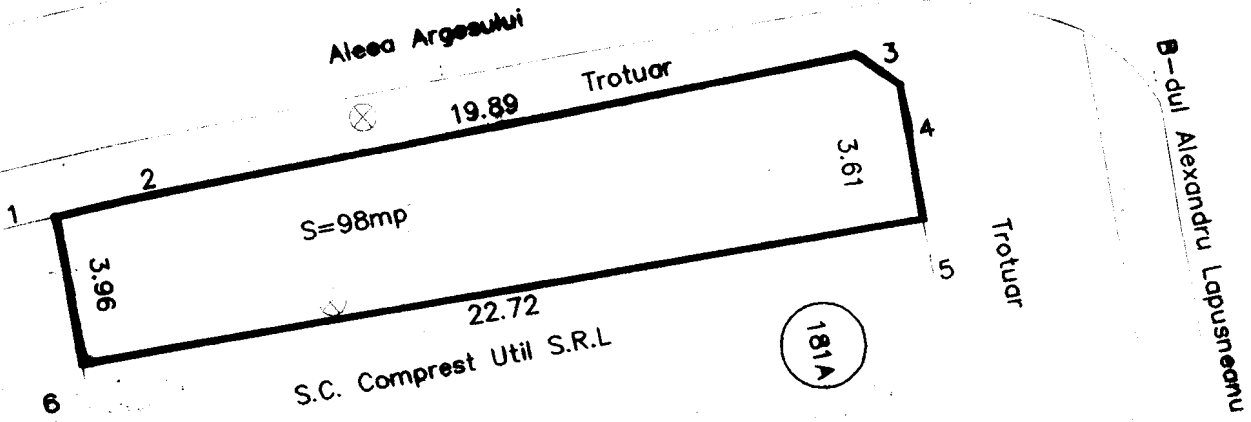 Aleea Argesului
Trotuar
19.89
3
4
2
1
3.61
S=98mp
3.96
Trotuar
B-dul Alexandru Lapusneanu
5
22.72
181A
S.C. Comprest Util S.R.L
6